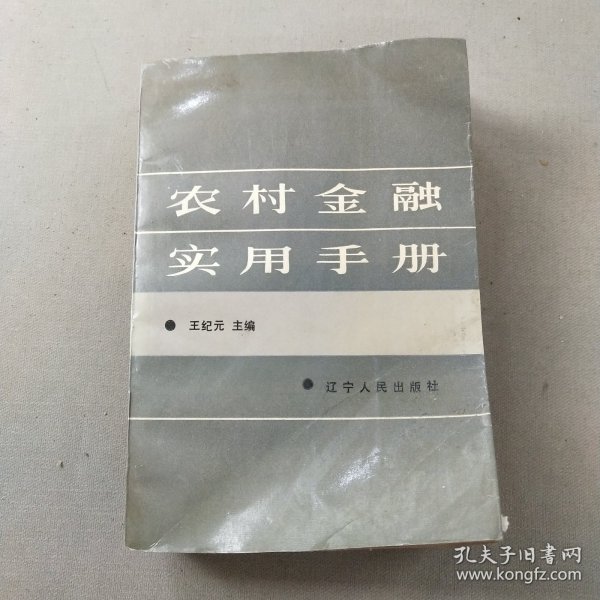 农村金融
实用手册
● 王纪元 主编
● 辽宁人民出版社
孔夫子旧书网
www.kongfz.com